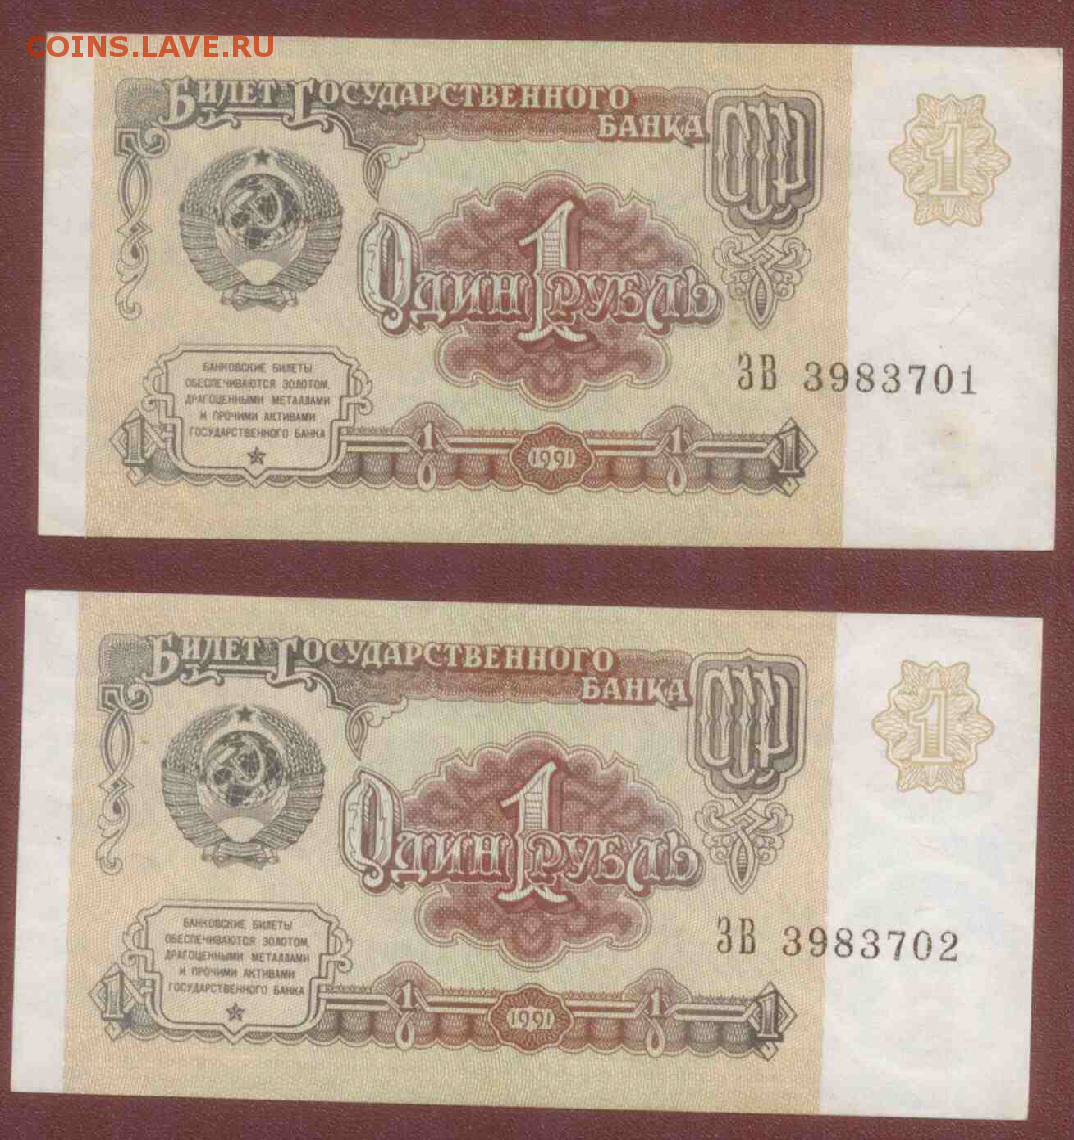 COINS.LAVE.RU
БИЛЕТ ГОСУДАРСТВЕННОГО
БАНКА
СССР
1
1
ОДИН РУБЛЬ
ЗВ 3983701
БАНКОВСКИЕ БИЛЕТЫ
ОБЕСПЕЧИВАЮТСЯ ЗОЛОТОМ,
ДРАГОЦЕННЫМИ МЕТАЛЛАМИ
И ПРОЧИМИ АКТИВАМИ
ГОСУДАРСТВЕННОГО БАНКА
1 1 1991 1 1
БИЛЕТ ГОСУДАРСТВЕННОГО
БАНКА
СССР
1
1
ОДИН РУБЛЬ
ЗВ 3983702
БАНКОВСКИЕ БИЛЕТЫ
ОБЕСПЕЧИВАЮТСЯ ЗОЛОТОМ,
ДРАГОЦЕННЫМИ МЕТАЛЛАМИ
И ПРОЧИМИ АКТИВАМИ
ГОСУДАРСТВЕННОГО БАНКА
1 1 1991 1 1